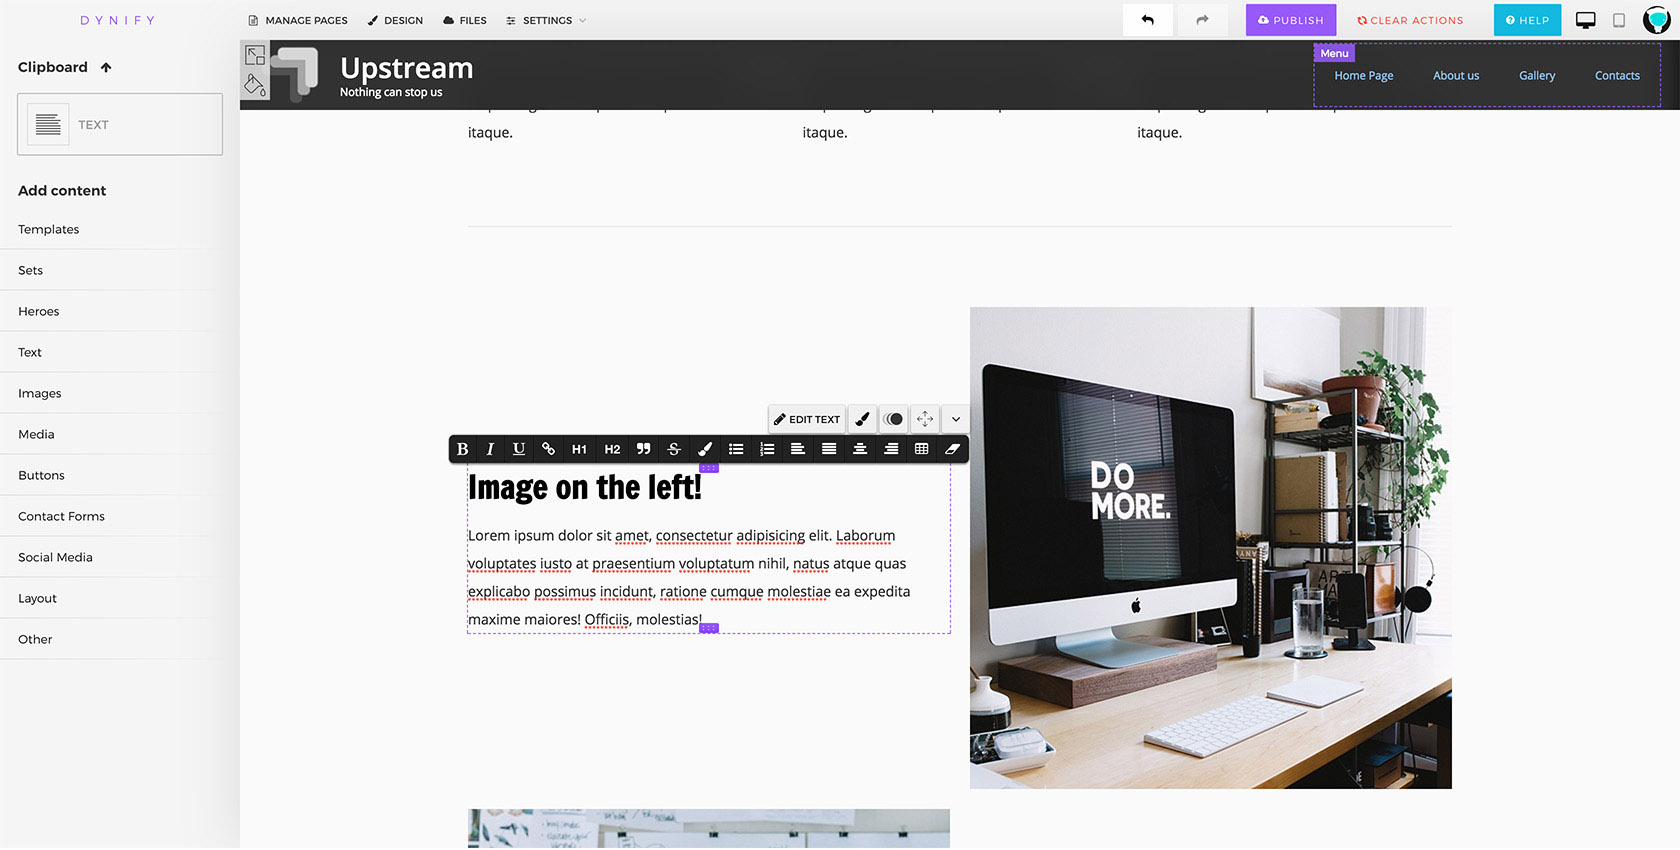 DYNIFY
MANAGE PAGES
DESIGN
FILES
SETTINGS
PUBLISH
CLEAR ACTIONS
HELP
Clipboard
TEXT
Add content
Templates
Sets
Heroes
Text
Images
Media
Buttons
Contact Forms
Social Media
Layout
Other
Upstream
Nothing can stop us
Menu
Home Page
About us
Gallery
Contacts
itaque.
itaque.
itaque.
EDIT TEXT
B I U H1 H2 S
Image on the left!
Lorem ipsum dolor sit amet, consectetur adipisicing elit. Laborum
voluptates iusto at praesentium voluptatum nihil, natus atque quas
explicabo possimus incidunt, ratione cumque molestiae ea expedita
maxime maiores! Officiis, molestias!
DO
MORE.